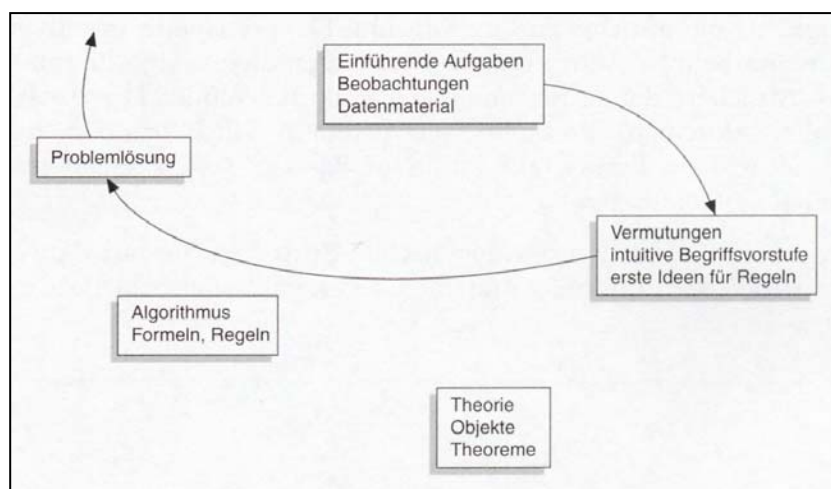 Einführende Aufgaben
Beobachtungen
Datenmaterial
Problemlösung
Vermutungen
intuitive Begriffsvorstufe
erste Ideen für Regeln
Algorithmus
Formeln, Regeln
Theorie
Objekte
Theoreme